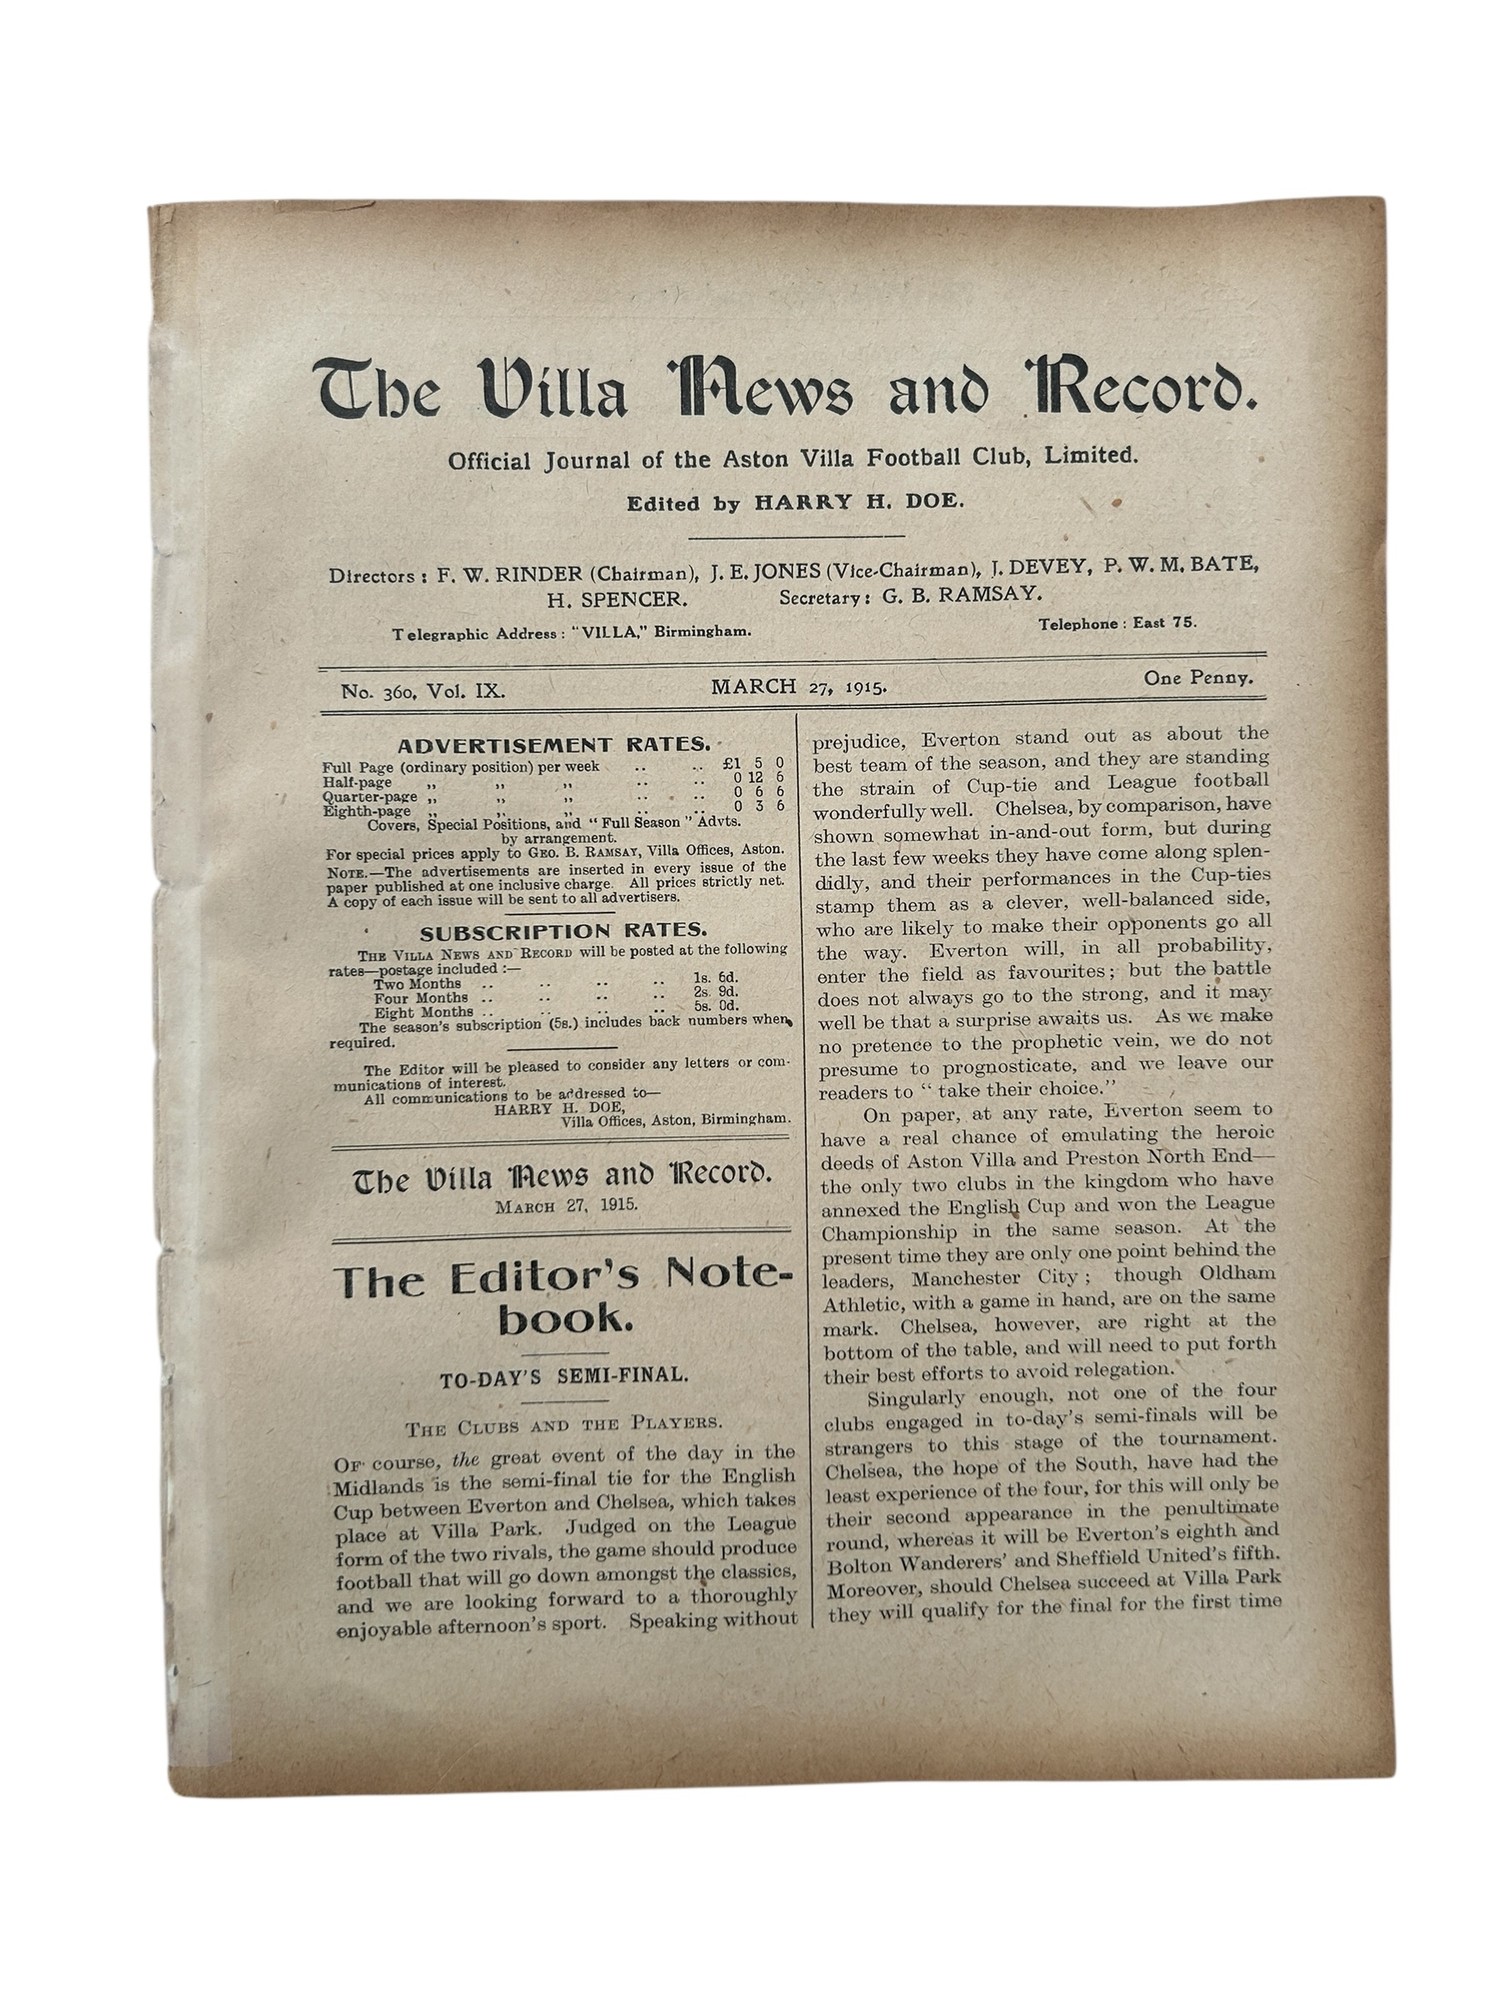 The Villa News and Record.
Official Journal of the Aston Villa Football Club, Limited.
Edited by HARRY H. DOE.
Directors: F. W. RINDER (Chairman), J. E. JONES (Vice-Chairman), J. DEVEY, P. W. M. BATE,
H. SPENCER. Secretary: G. B. RAMSAY.
Telegraphic Address: "VILLA," Birmingham. Telephone: East 75.
No. 360, Vol. IX. MARCH 27, 1915. One Penny.
ADVERTISEMENT RATES.
Full Page (ordinary position) per week .. .. £1 5 0
Half-page ,, ,, ,, .. .. 0 12 6
Quarter-page ,, ,, ,, .. .. 0 6 6
Eighth-page ,, ,, ,, .. .. 0 3 6
Covers, Special Positions, and "Full Season" Advts.
by arrangement.
For special prices apply to GEO. B. RAMSAY, Villa Offices, Aston.
NOTE.—The advertisements are inserted in every issue of the
paper published at one inclusive charge. All prices strictly net.
A copy of each issue will be sent to all advertisers.
SUBSCRIPTION RATES.
THE VILLA NEWS AND RECORD will be posted at the following
rates—postage included:—
Two Months .. .. .. .. 1s. 6d.
Four Months .. .. .. .. 2s. 9d.
Eight Months .. .. .. .. 5s. 0d.
The season's subscription (5s.) includes back numbers when
required.
The Editor will be pleased to consider any letters or com-
munications of interest.
All communications to be addressed to—
HARRY H. DOE,
Villa Offices, Aston, Birmingham.
The Villa News and Record.
MARCH 27, 1915.
The Editor's Note-
book.
TO-DAY'S SEMI-FINAL.
THE CLUBS AND THE PLAYERS.
OF course, the great event of the day in the
Midlands is the semi-final tie for the English
Cup between Everton and Chelsea, which takes
place at Villa Park. Judged on the League
form of the two rivals, the game should produce
football that will go down amongst the classics,
and we are looking forward to a thoroughly
enjoyable afternoon's sport. Speaking without
prejudice, Everton stand out as about the
best team of the season, and they are standing
the strain of Cup-tie and League football
wonderfully well. Chelsea, by comparison, have
shown somewhat in-and-out form, but during
the last few weeks they have come along splen-
didly, and their performances in the Cup-ties
stamp them as a clever, well-balanced side,
who are likely to make their opponents go all
the way. Everton will, in all probability,
enter the field as favourites; but the battle
does not always go to the strong, and it may
well be that a surprise awaits us. As we make
no pretence to the prophetic vein, we do not
presume to prognosticate, and we leave our
readers to "take their choice."
On paper, at any rate, Everton seem to
have a real chance of emulating the heroic
deeds of Aston Villa and Preston North End—
the only two clubs in the kingdom who have
annexed the English Cup and won the League
Championship in the same season. At the
present time they are only one point behind the
leaders, Manchester City; though Oldham
Athletic, with a game in hand, are on the same
mark. Chelsea, however, are right at the
bottom of the table, and will need to put forth
their best efforts to avoid relegation.
Singularly enough, not one of the four
clubs engaged in to-day's semi-finals will be
strangers to this stage of the tournament.
Chelsea, the hope of the South, have had the
least experience of the four, for this will only be
their second appearance in the penultimate
round, whereas it will be Everton's eighth and
Bolton Wanderers' and Sheffield United's fifth.
Moreover, should Chelsea succeed at Villa Park
they will qualify for the final for the first time